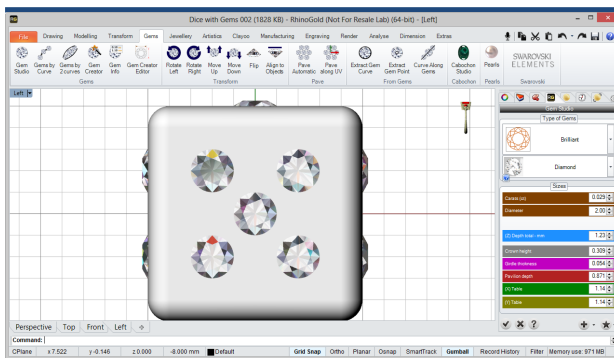 Dice with Gems 002 (1828 KB) - RhinoGold (Not For Resale Lab) (64-bit) - [Left]
File Drawing Modelling Transform Gems Jewellery Artistics Clayoo Manufacturing Engraving Render Analyse Dimension Extras
Gem Studio
Gems by Curve
Gems by 2 curves
Gem Creator
Gem Info
Gem Creator Editor
Rotate Left
Rotate Right
Move Up
Move Down
Flip
Align to Objects
Pave Automatic
Pave along UV
Extract Gem Curve
Extract Gem Point
Curve Along Gems
Cabochon Studio
Pearls
SWAROVSKI
ELEMENTS
Gems Transform Pave From Gems Cabochon Pearls Swarovski
Left
Gem Studio
Type of Gems
Brilliant
Diamond
Sizes
Carats (ct) 0.029
Diameter 2.00
(Z) Depth total - mm 1.23
Crown height 0.309
Girdle thickness 0.054
Pavilion depth 0.871
(X) Table 1.14
(Y) Table 1.14
Perspective Top Front Left
Command:
CPlane x 7.522 y -0.146 z 0.000 -8.000 mm Default Grid Snap Ortho Planar Osnap SmartTrack Gumball Record History Filter Memory use: 971 MB